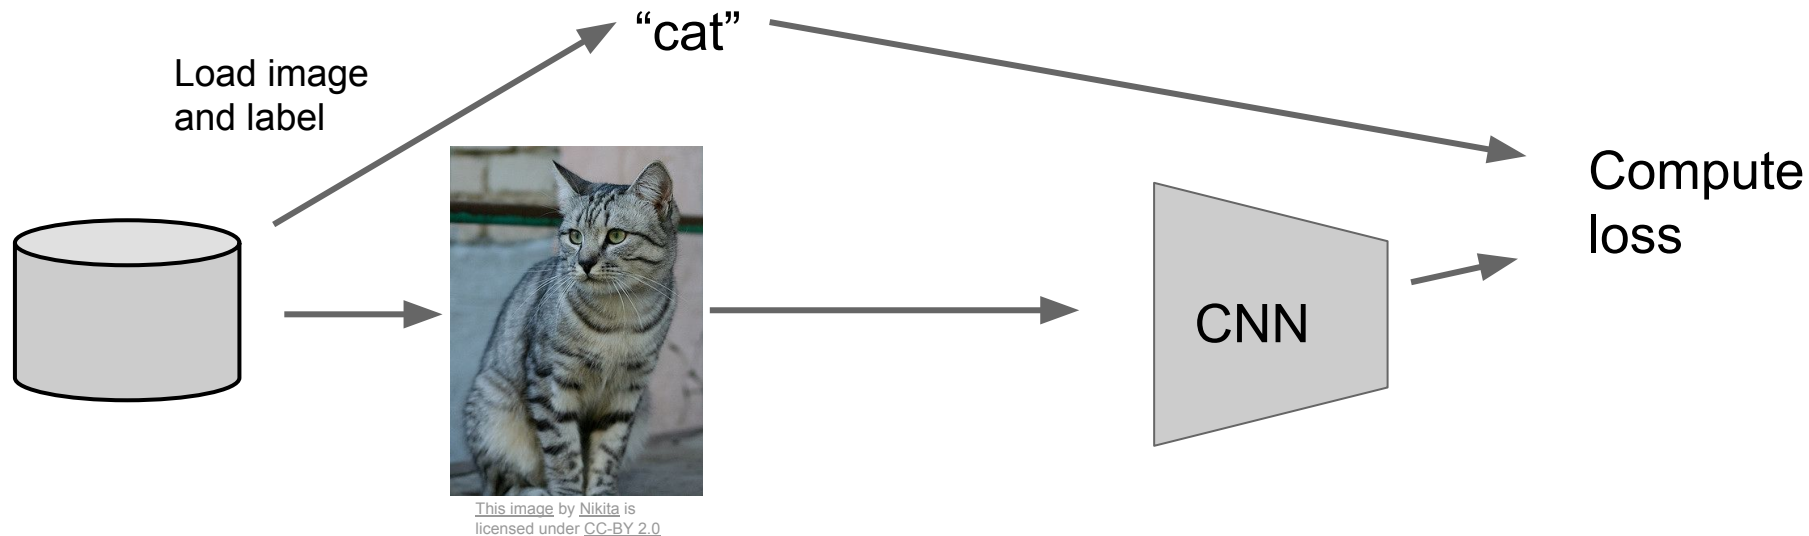 “cat”
Load image
and label
Compute
loss
CNN
This image by Nikita is
licensed under CC-BY 2.0